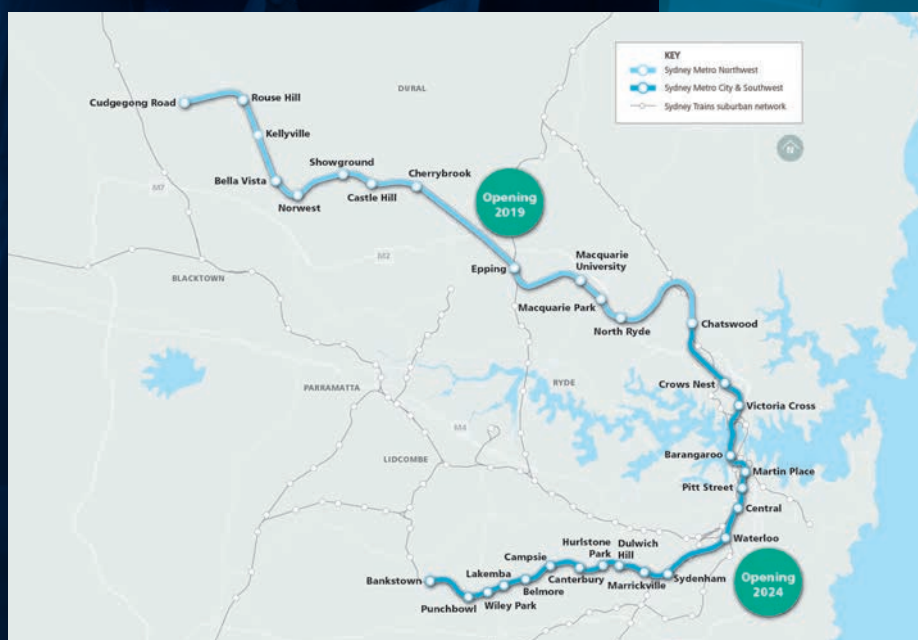 KEY
Sydney Metro Northwest
Sydney Metro City & Southwest
Sydney Trains suburban network
N
DURAL
Cudgegong Road
Rouse Hill
Kellyville
Showground
Cherrybrook
Bella Vista
Norwest
Castle Hill
Opening
2019
M7
M2
Epping
Macquarie
University
BLACKTOWN
Macquarie Park
North Ryde
Chatswood
PARRAMATTA
RYDE
Crows Nest
Victoria Cross
M4
LIDCOMBE
Barangaroo
Martin Place
Pitt Street
Central
Waterloo
Hurlstone
Park
Dulwich
Hill
Campsie
Lakemba
Bankstown
Canterbury
Sydenham
Marrickville
Belmore
Wiley Park
Punchbowl
Opening
2024